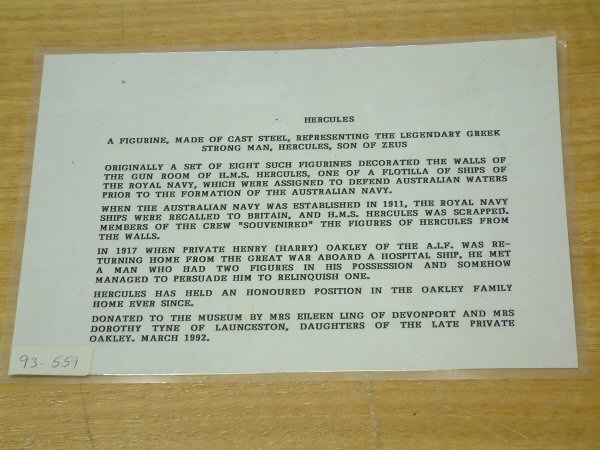 HERCULES
A FIGURINE, MADE OF CAST STEEL, REPRESENTING THE LEGENDARY GREEK
STRONG MAN, HERCULES, SON OF ZEUS
ORIGINALLY A SET OF EIGHT SUCH FIGURINES DECORATED THE WALLS OF
THE GUN ROOM OF H.M.S. HERCULES, ONE OF A FLOTILLA OF SHIPS OF
THE ROYAL NAVY, WHICH WERE ASSIGNED TO DEFEND AUSTRALIAN WATERS
PRIOR TO THE FORMATION OF THE AUSTRALIAN NAVY.
WHEN THE AUSTRALIAN NAVY WAS ESTABLISHED IN 1911, THE ROYAL NAVY
SHIPS WERE RECALLED TO BRITAIN, AND H.M.S. HERCULES WAS SCRAPPED.
MEMBERS OF THE CREW "SOUVENIRED" THE FIGURES OF HERCULES FROM
THE WALLS.
IN 1917 WHEN PRIVATE HENRY (HARRY) OAKLEY OF THE A.I.F. WAS RE-
TURNING HOME FROM THE GREAT WAR ABOARD A HOSPITAL SHIP, HE MET
A MAN WHO HAD TWO FIGURES IN HIS POSSESSION AND SOMEHOW
MANAGED TO PERSUADE HIM TO RELINQUISH ONE.
HERCULES HAS HELD AN HONOURED POSITION IN THE OAKLEY FAMILY
HOME EVER SINCE.
DONATED TO THE MUSEUM BY MRS EILEEN LING OF DEVONPORT AND MRS
DOROTHY TYNE OF LAUNCESTON, DAUGHTERS OF THE LATE PRIVATE
OAKLEY. MARCH 1992.
93-559